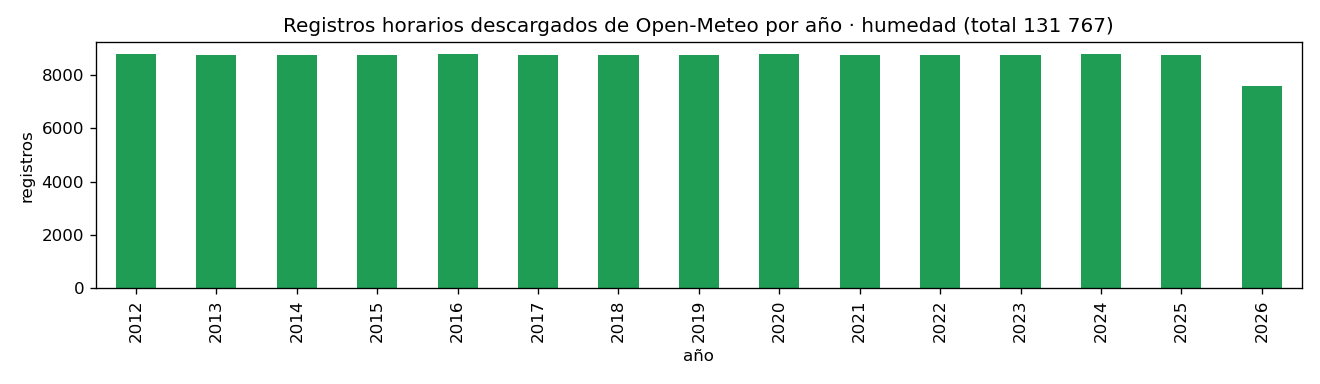 Registros horarios descargados de Open-Meteo por año · humedad (total 131 767)
8000
6000
4000
2000
0
registros
2012 2013 2014 2015 2016 2017 2018 2019 2020 2021 2022 2023 2024 2025 2026
año